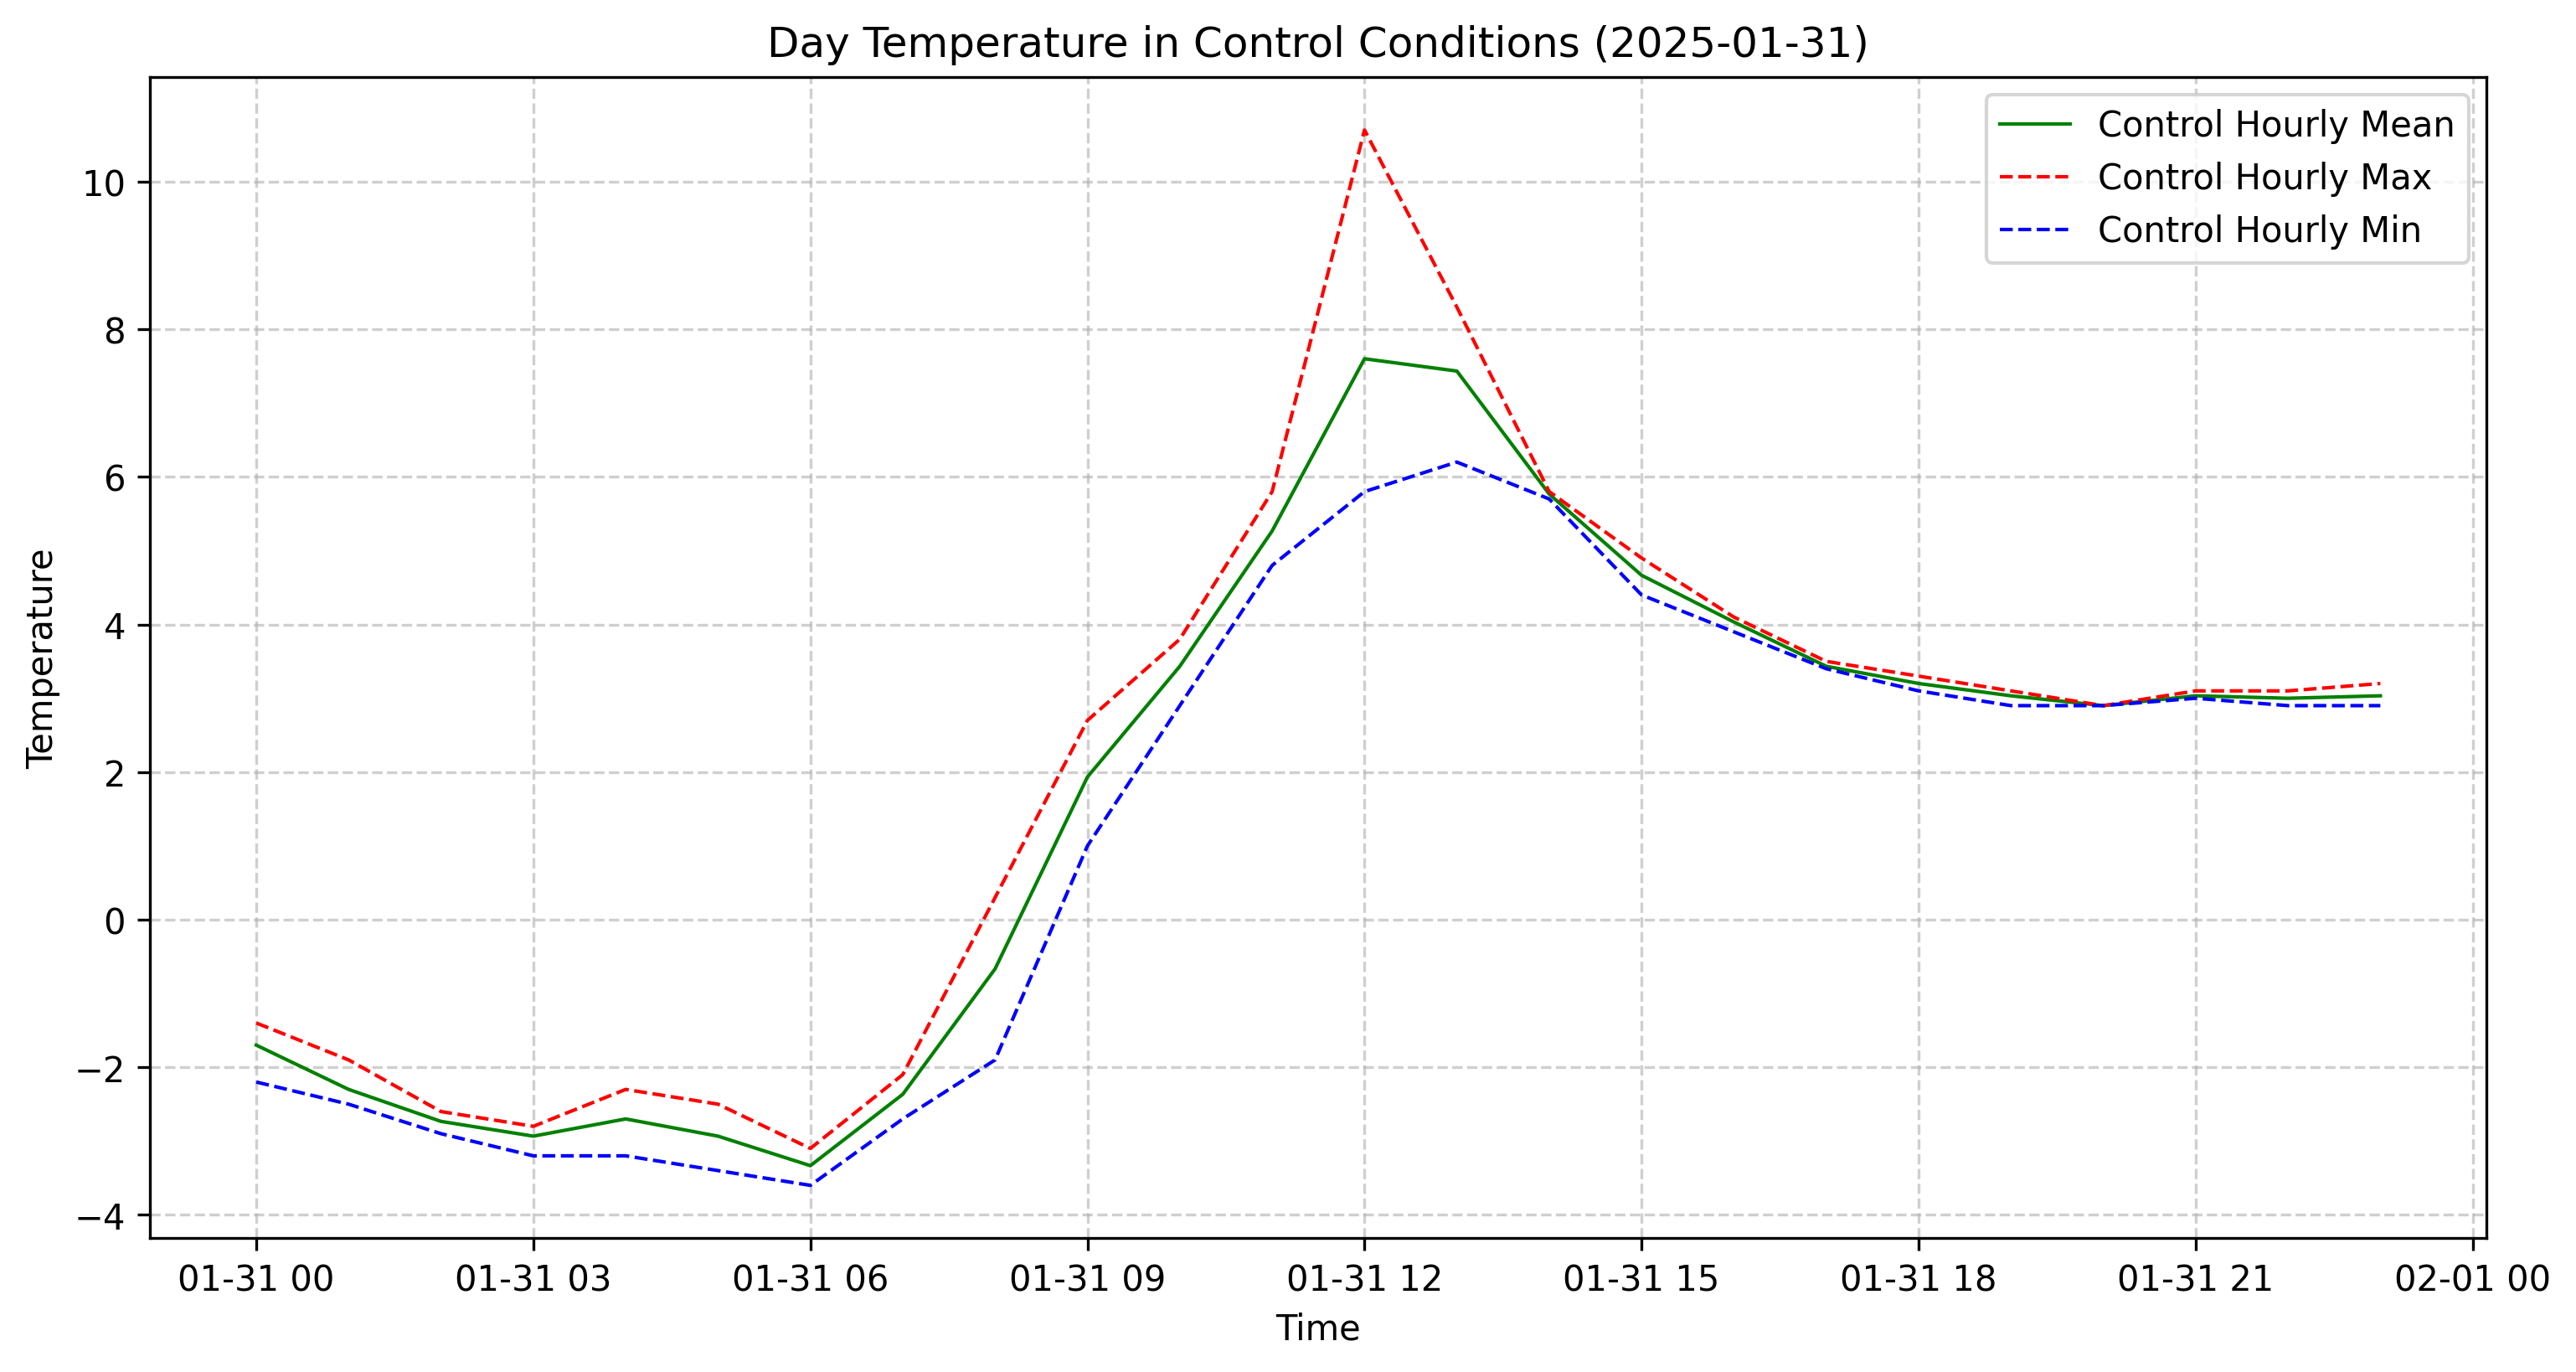 Day Temperature in Control Conditions (2025-01-31)
Control Hourly Mean
Control Hourly Max
Control Hourly Min
Temperature
10
8
6
4
2
0
−2
−4
01-31 00
01-31 03
01-31 06
01-31 09
01-31 12
01-31 15
01-31 18
01-31 21
02-01 00
Time